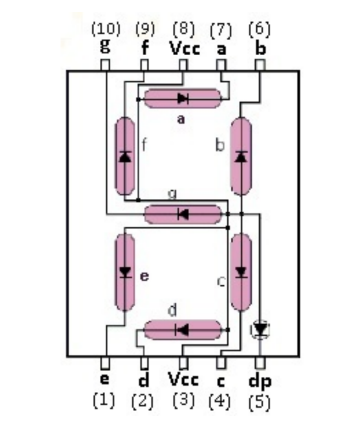 (10) (9) (8) (7) (6)
g f Vcc a b
a
f b
g
e c
d
e d Vcc c dp
(1) (2) (3) (4) (5)